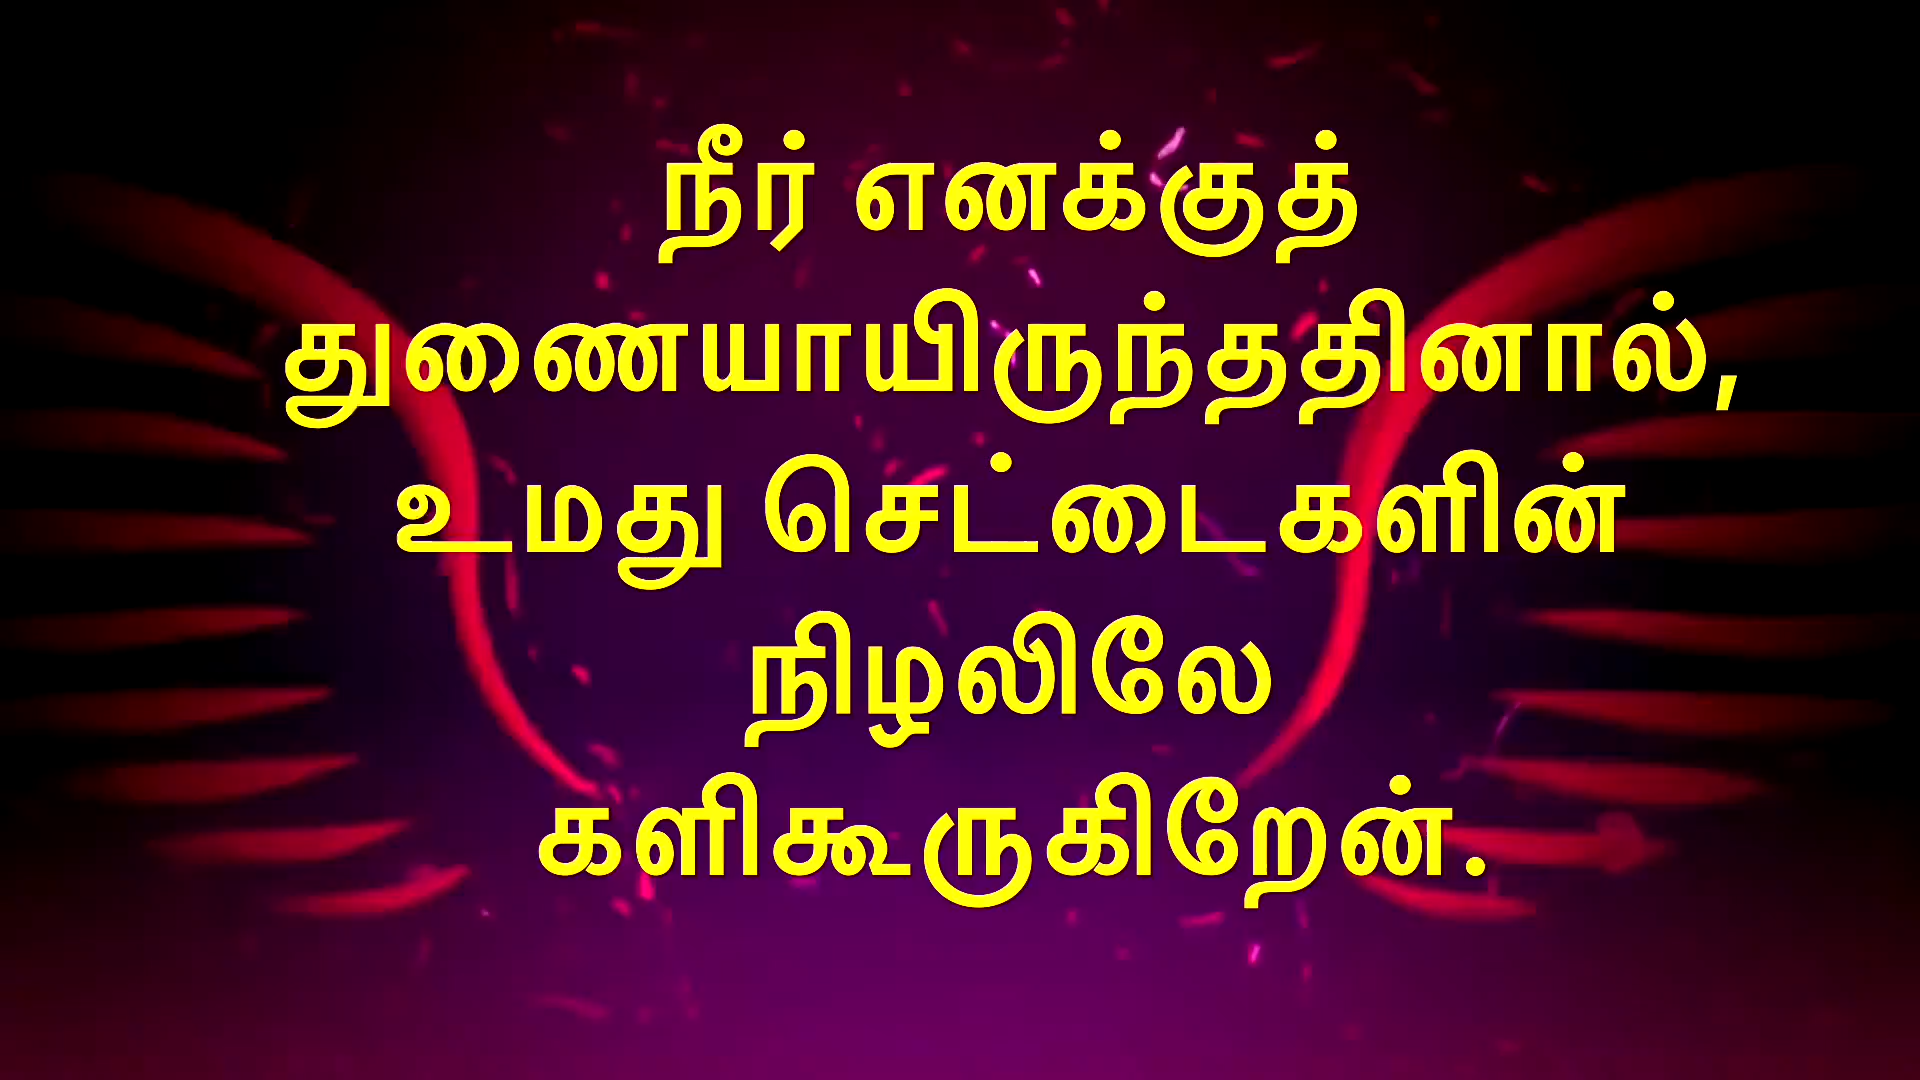 நீர் எனக்குத்
துணையாயிருந்ததினால்,
உமது செட்டைகளின்
நிழலிலே
களிகூருகிறேன்.